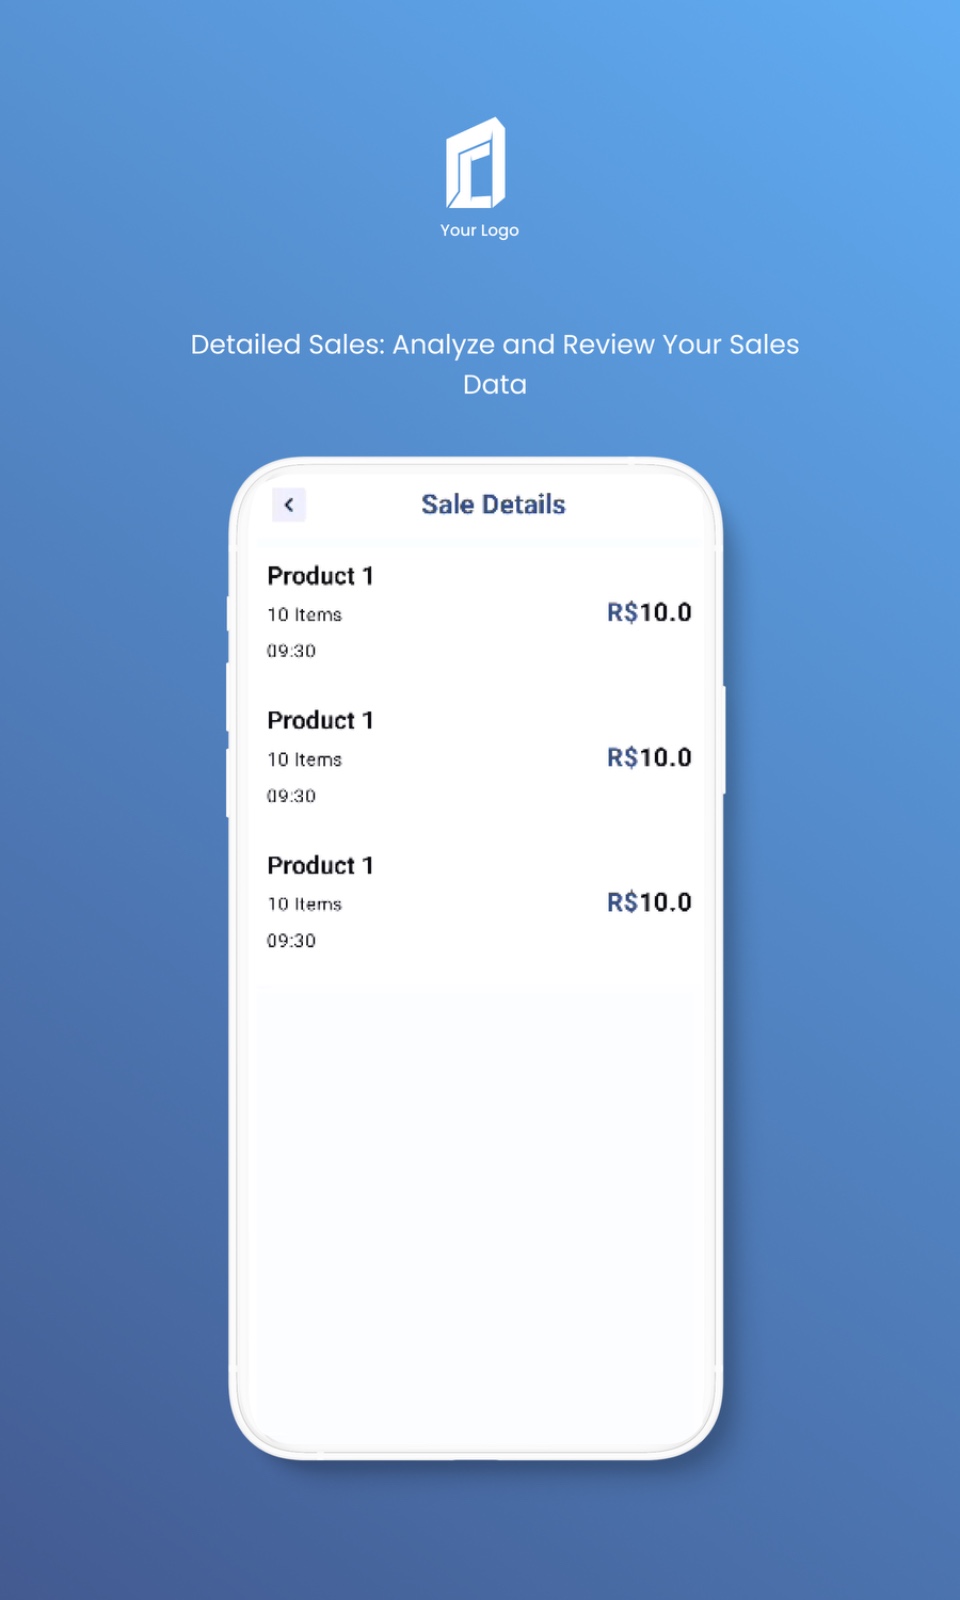 Your Logo
Detailed Sales: Analyze and Review Your Sales
Data
Sale Details
Product 1
10 Items
R$10.0
09:30
Product 1
10 Items
R$10.0
09:30
Product 1
10 Items
R$10.0
09:30